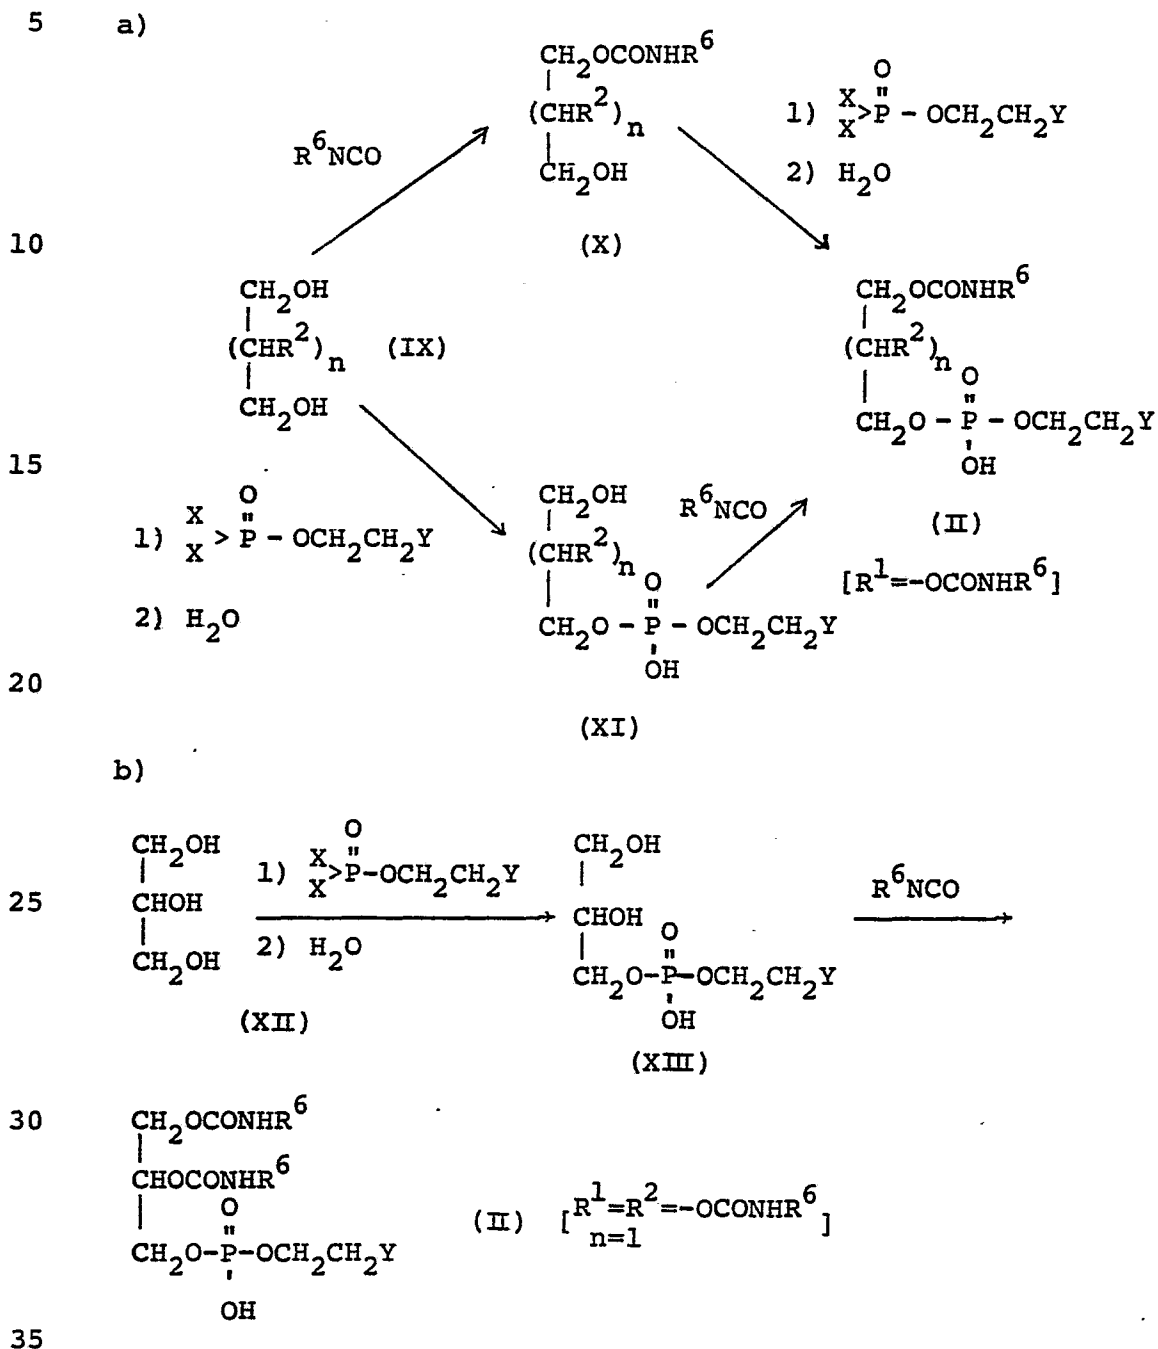 5 a)
CH2OCONHR6
(CHR2)n
CH2OH
(X)
R6NCO
1) X X >P(=O) - OCH2CH2Y
2) H2O
10
CH2OH
(CHR2)n (IX)
CH2OH
CH2OCONHR6
(CHR2)n
CH2O - P(=O)(OH) - OCH2CH2Y
(II)
[R1=-OCONHR6]
15
1) X X > P(=O) - OCH2CH2Y
2) H2O
CH2OH
(CHR2)n
CH2O - P(=O)(OH) - OCH2CH2Y
(XI)
R6NCO
20
b)
CH2OH
CHOH
CH2OH
(XII)
1) X X >P(=O)-OCH2CH2Y
2) H2O
25
CH2OH
CHOH
CH2O-P(=O)(OH)-OCH2CH2Y
(XIII)
R6NCO
30
CH2OCONHR6
CHOCONHR6
CH2O-P(=O)(OH)-OCH2CH2Y
(II) [R1=R2=-OCONHR6
n=1]
35